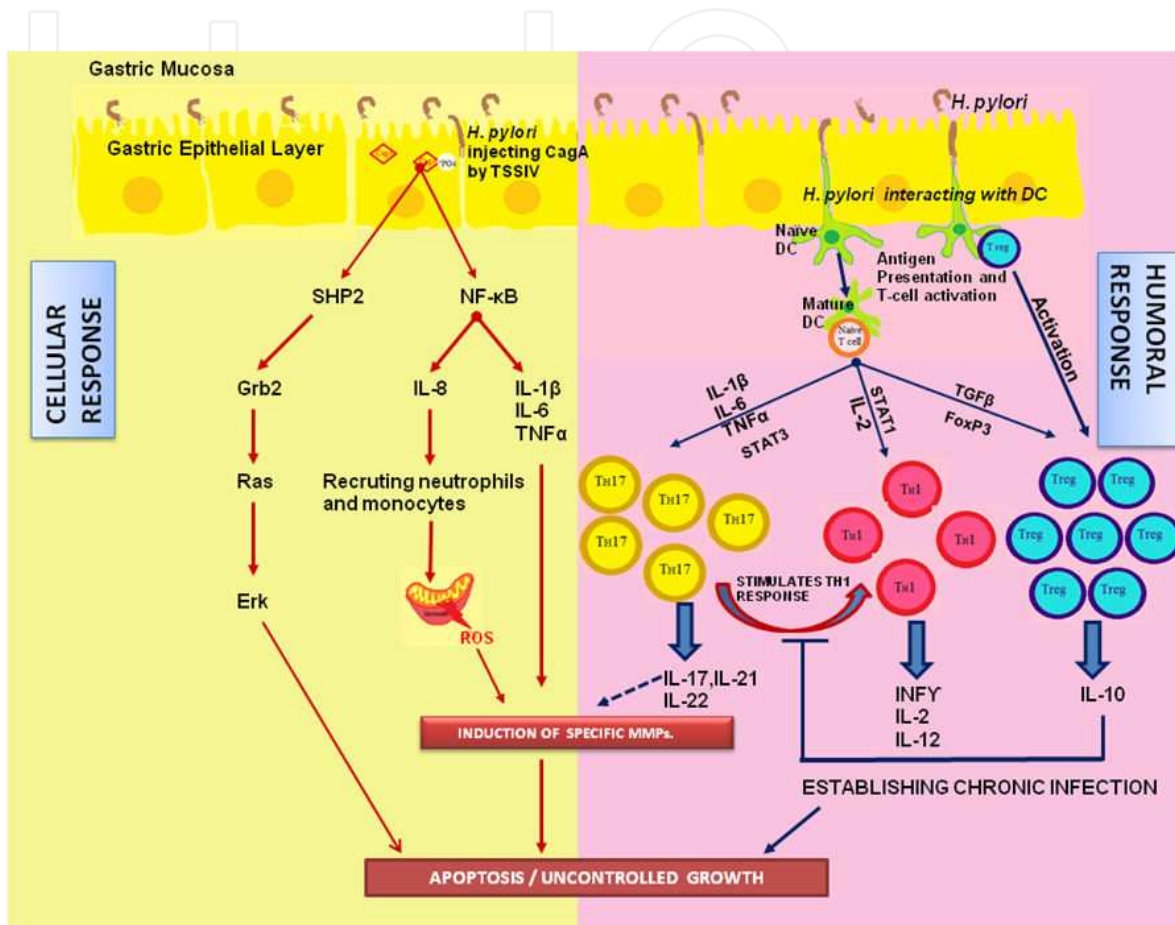 Gastric Mucosa
H. pylori
Gastric Epithelial Layer
H. pylori
injecting CagA
by TSSIV
H. pylori interacting with DC
Naïve
DC
Treg
Antigen
Presentation and
T-cell activation
Mature
DC
Naïve
T cell
Activation
CELLULAR
RESPONSE
HUMORAL
RESPONSE
SHP2
NF-κB
Grb2
IL-8
IL-1β
IL-6
TNFα
IL-1β
IL-6
TNFα
STAT3
STAT1
IL-2
TGFβ
FoxP3
Ras
Recruting neutrophils
and monocytes
TH17
TH17
TH17
TH17
TH17
TH1
TH1
TH1
TH1
Treg
Treg
Treg
Treg
Treg
Treg
Treg
STIMULATES TH1
RESPONSE
Erk
ROS
IL-17,IL-21
IL-22
INFϒ
IL-2
IL-12
IL-10
INDUCTION OF SPECIFIC MMPs.
ESTABLISHING CHRONIC INFECTION
APOPTOSIS / UNCONTROLLED GROWTH